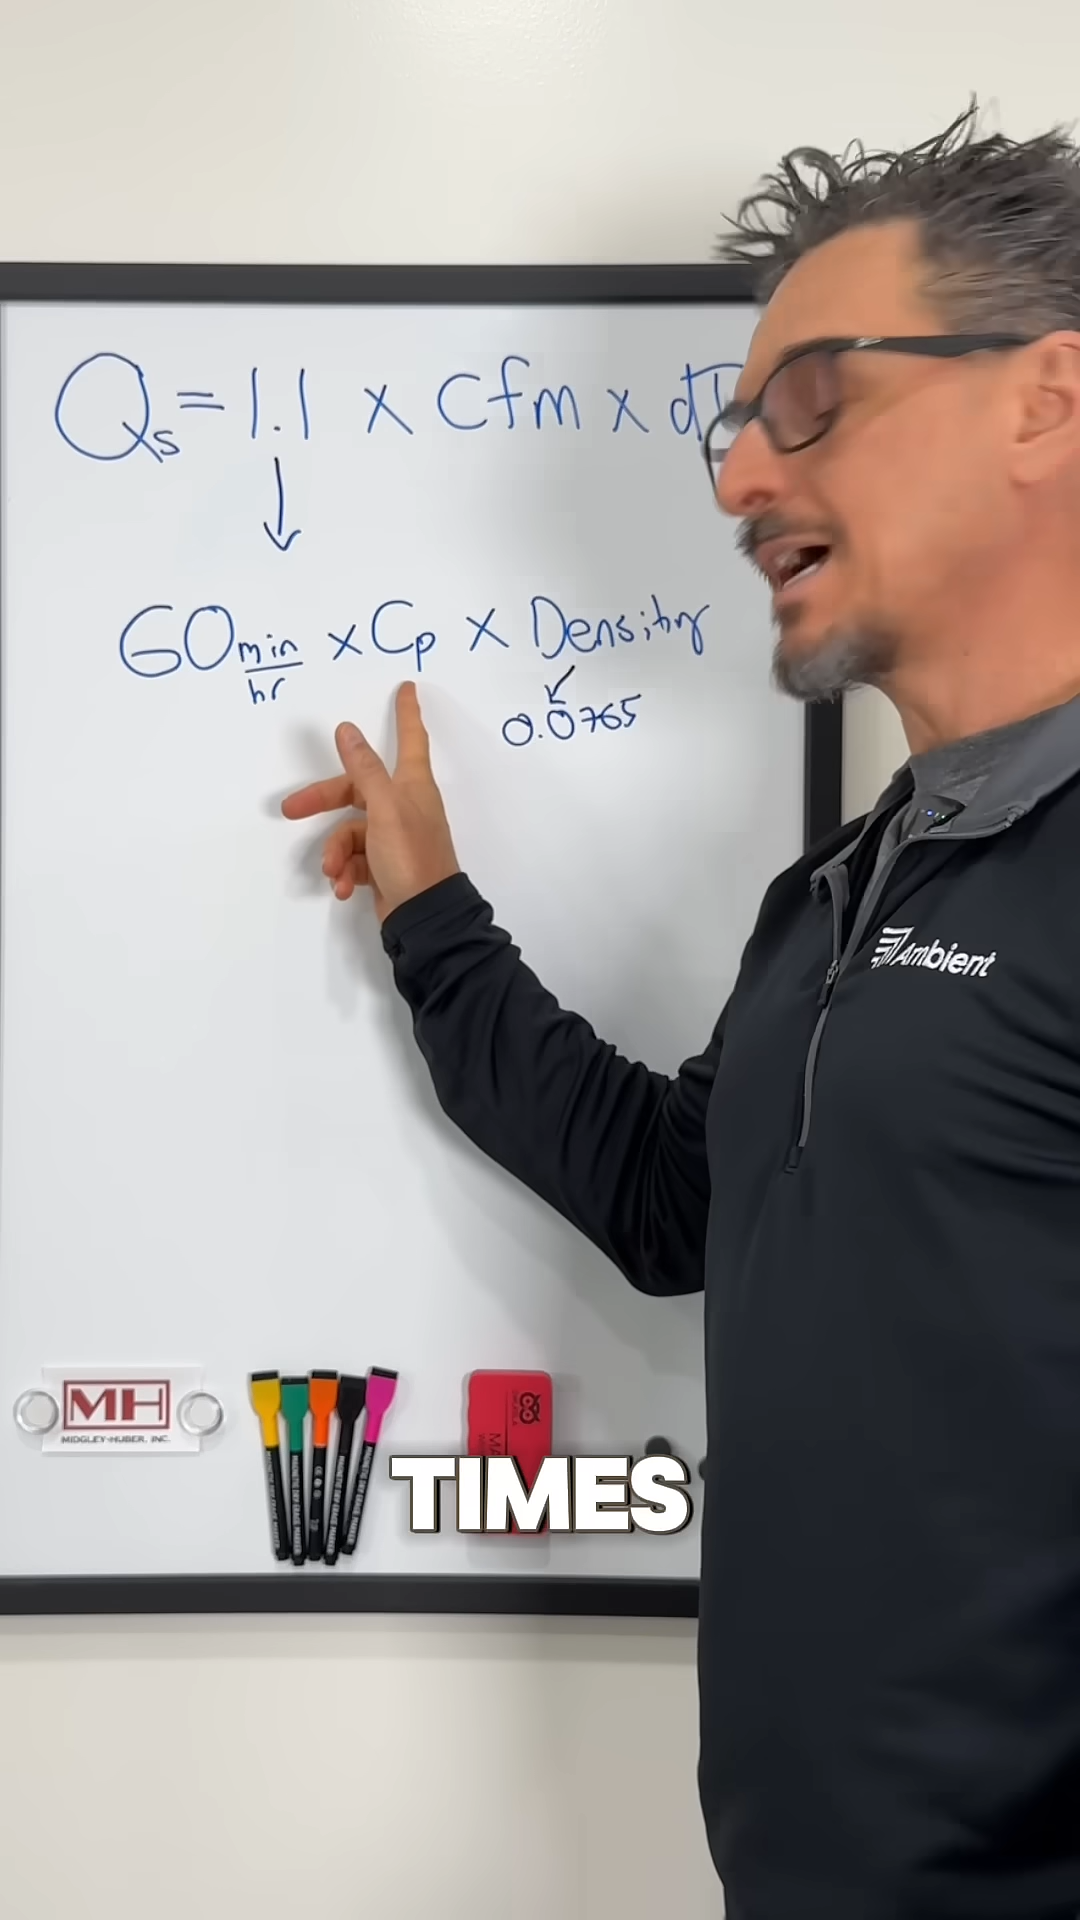 Qs = 1.1 x Cfm x dT
60 min/hr x Cp x Density
0.0765
Ambient
MH
MIDGLEY-HUBER, INC.
TIMES